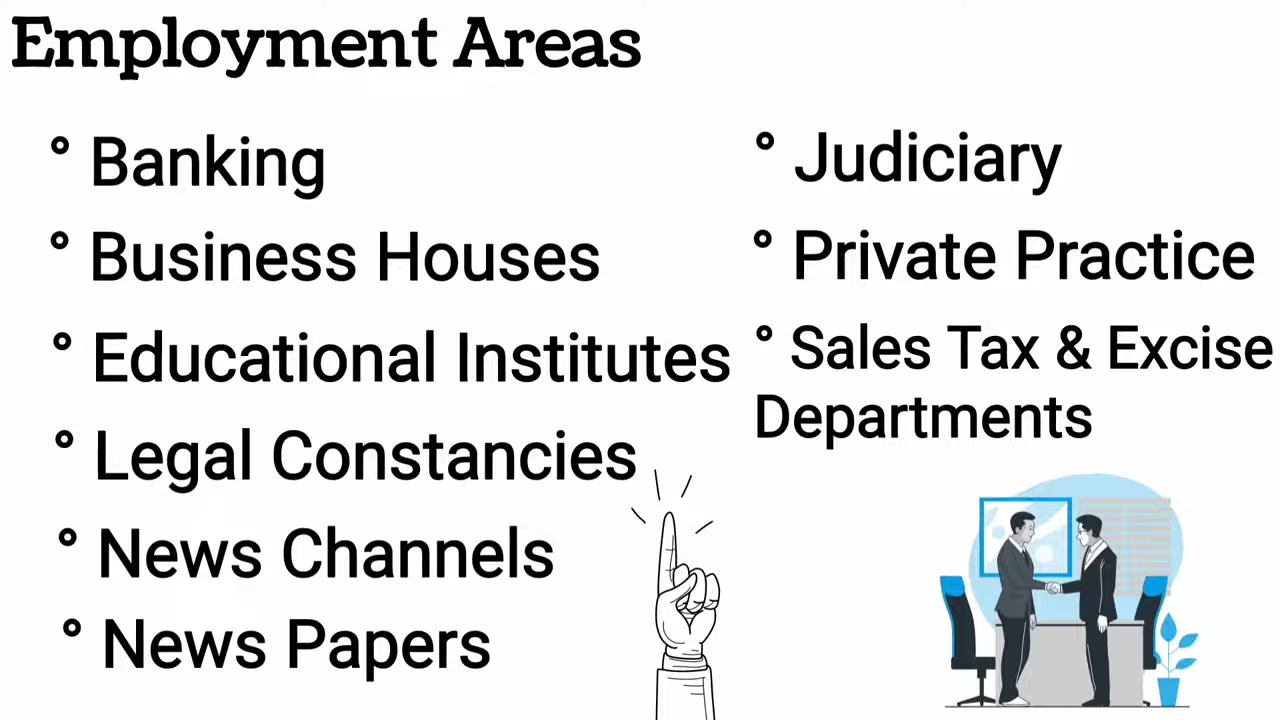 Employment Areas
° Banking
° Business Houses
° Educational Institutes
° Legal Constancies
° News Channels
° News Papers
° Judiciary
° Private Practice
° Sales Tax & Excise
Departments